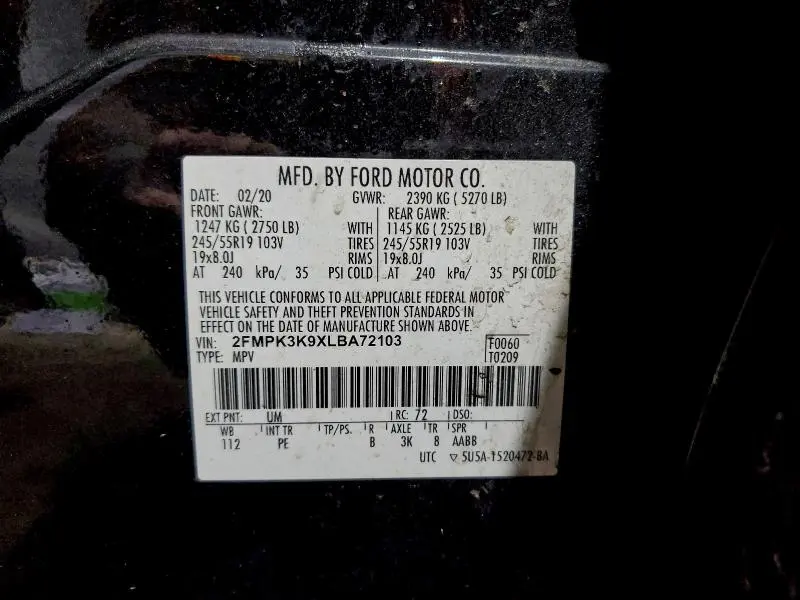 MFD. BY FORD MOTOR CO.
DATE: 02/20 GVWR: 2390 KG ( 5270 LB)
FRONT GAWR: REAR GAWR:
1247 KG ( 2750 LB) WITH 1145 KG ( 2525 LB) WITH
245/55R19 103V TIRES 245/55R19 103V TIRES
19x8.0J RIMS 19x8.0J RIMS
AT 240 kPa/ 35 PSI COLD AT 240 kPa/ 35 PSI COLD
THIS VEHICLE CONFORMS TO ALL APPLICABLE FEDERAL MOTOR
VEHICLE SAFETY AND THEFT PREVENTION STANDARDS IN
EFFECT ON THE DATE OF MANUFACTURE SHOWN ABOVE.
VIN: 2FMPK3K9XLBA72103 F0060
TYPE: MPV T0209
EXT PNT: UM RC: 72 DSO:
WB INT TR TP/PS. R AXLE TR SPR
112 PE B 3K 8 AABB
UTC ▽ 5U5A-1520472-BA